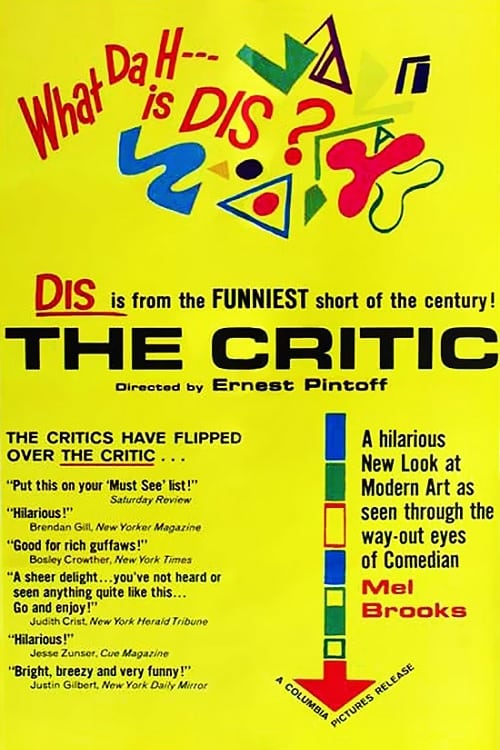 What Da H---
is DIS?
DIS is from the FUNNIEST short of the century!
THE CRITIC
Directed by Ernest Pintoff
THE CRITICS HAVE FLIPPED
OVER THE CRITIC . . .
"Put this on your 'Must See' list!"
Saturday Review
"Hilarious!"
Brendan Gill, New Yorker Magazine
"Good for rich guffaws!"
Bosley Crowther, New York Times
"A sheer delight...you've not heard or
seen anything quite like this...
Go and enjoy!"
Judith Crist, New York Herald Tribune
"Hilarious!"
Jesse Zunser, Cue Magazine
"Bright, breezy and very funny!"
Justin Gilbert, New York Daily Mirror
A hilarious
New Look at
Modern Art as
seen through the
way-out eyes
of Comedian
Mel
Brooks
A COLUMBIA PICTURES RELEASE